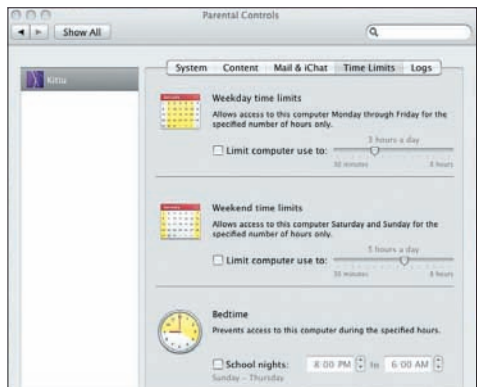 Parental Controls
Show All
System Content Mail & iChat Time Limits Logs
Kittu
Weekday time limits
Allows access to this computer Monday through Friday for the
specified number of hours only.
3 hours a day
Limit computer use to:
30 minutes 8 hours
Weekend time limits
Allows access to this computer Saturday and Sunday for the
specified number of hours only.
5 hours a day
Limit computer use to:
30 minutes 8 hours
Bedtime
Prevents access to this computer during the specified hours.
School nights: 8:00 PM to 6:00 AM
Sunday – Thursday